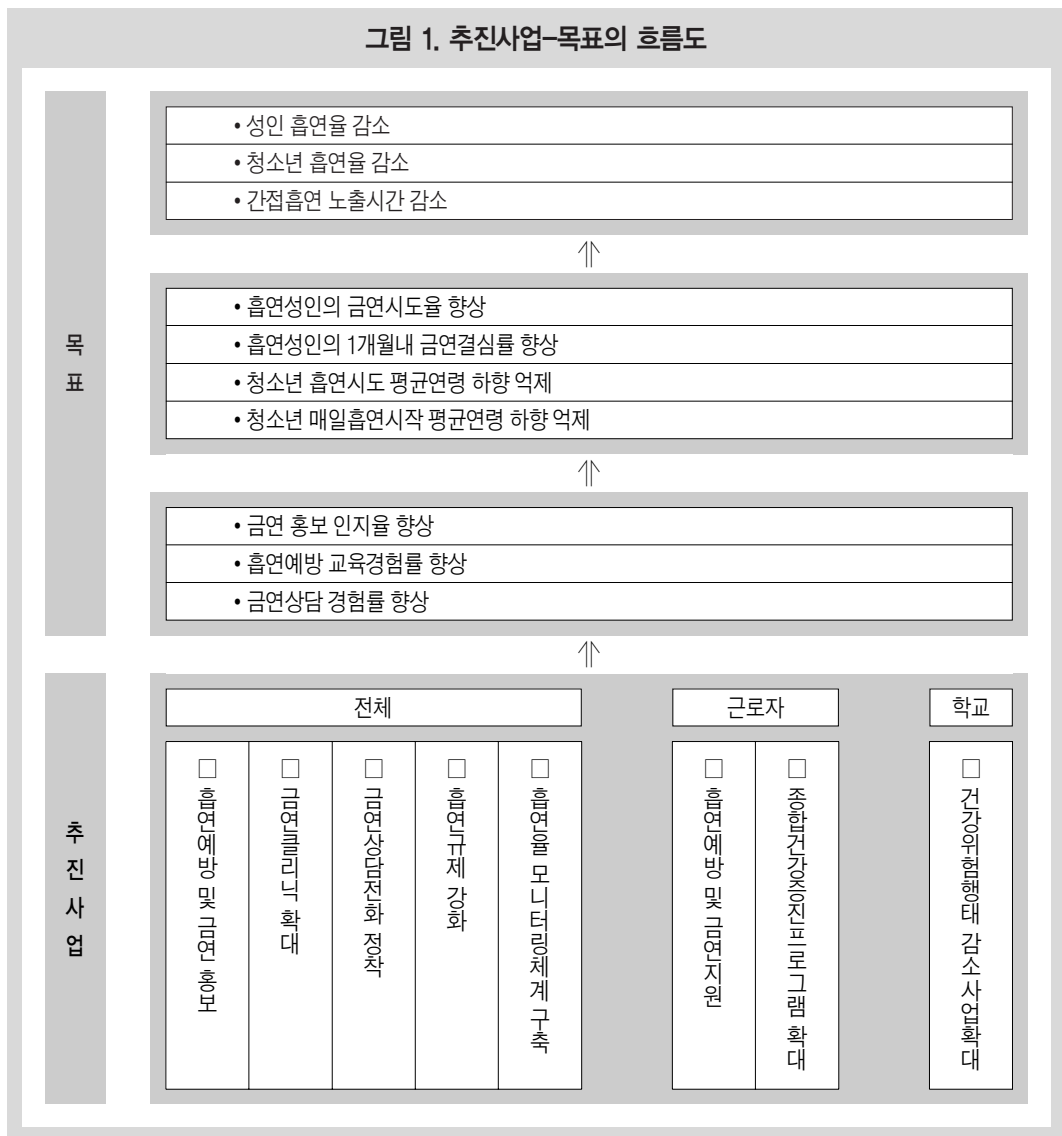 그림 1. 추진사업-목표의 흐름도
목
표
• 성인 흡연율 감소
• 청소년 흡연율 감소
• 간접흡연 노출시간 감소
⇑
• 흡연성인의 금연시도율 향상
• 흡연성인의 1개월내 금연결심률 향상
• 청소년 흡연시도 평균연령 하향 억제
• 청소년 매일흡연시작 평균연령 하향 억제
⇑
• 금연 홍보 인지율 향상
• 흡연예방 교육경험률 향상
• 금연상담 경험률 향상
⇑
추
진
사
업
전체
□ 흡연예방 및 금연 홍보
□ 금연클리닉 확대
□ 금연상담전화 정착
□ 흡연규제 강화
□ 흡연율 모니터링체계 구축
근로자
□ 흡연예방 및 금연지원
□ 종합건강증진프로그램 확대
학교
□ 건강위험행태 감소사업확대